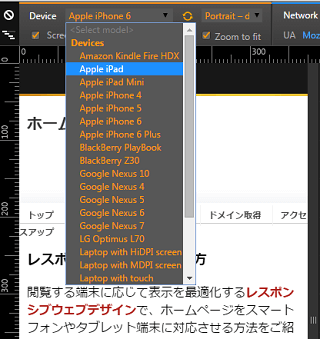 Device Apple iPhone 6 Portrait – d Network
Scre Zoom to fit UA Moz
<Select model>
Devices
Amazon Kindle Fire HDX
Apple iPad
Apple iPad Mini
Apple iPhone 4
Apple iPhone 5
Apple iPhone 6
Apple iPhone 6 Plus
BlackBerry PlayBook
BlackBerry Z30
Google Nexus 10
Google Nexus 4
Google Nexus 5
Google Nexus 6
Google Nexus 7
LG Optimus L70
Laptop with HiDPI screen
Laptop with MDPI screen
Laptop with touch
0 300
0
100
200
300
ホーム
トップ ドメイン取得 アクセ
スアップ
レスポン 方
閲覧する端末に応じて表示を最適化するレスポン
シブウェブデザインで、ホームページをスマート
フォンやタブレット端末に対応させる方法をご紹